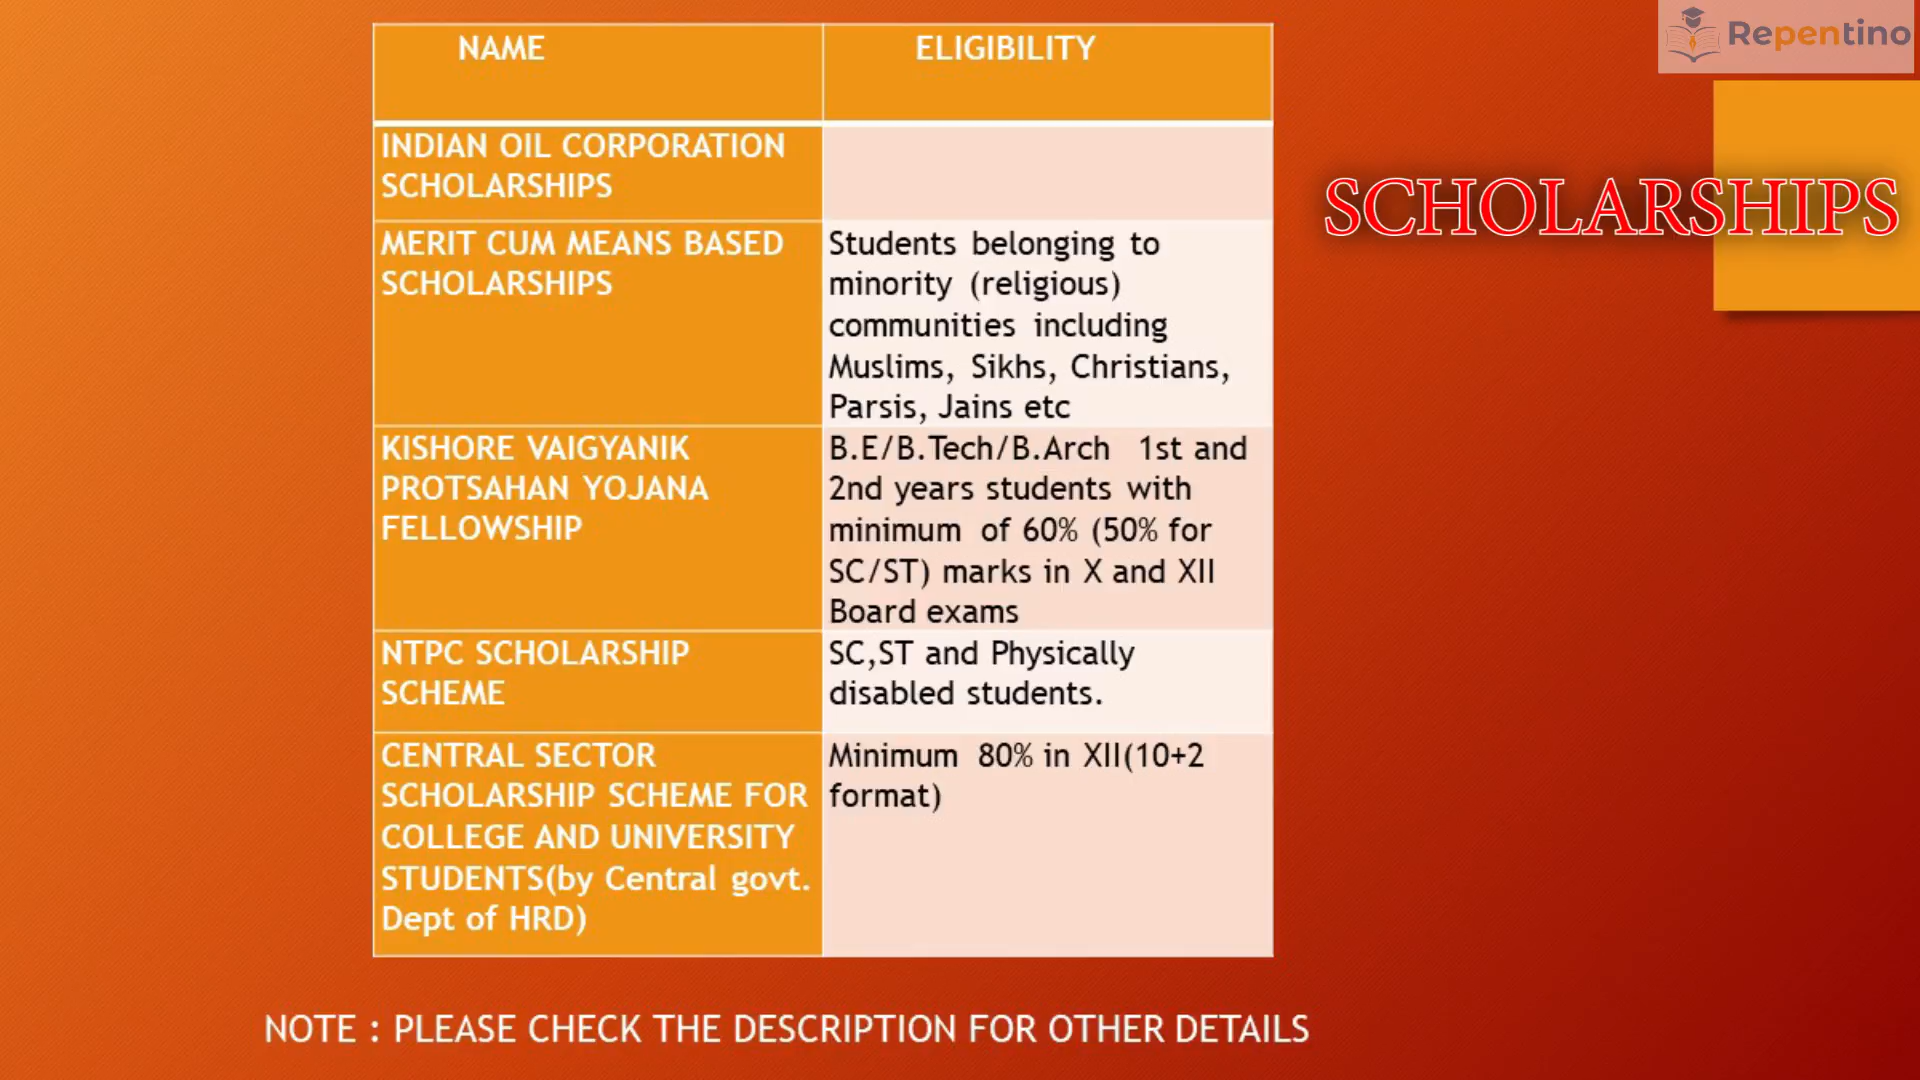 Repentino
SCHOLARSHIPS
NAME
ELIGIBILITY
INDIAN OIL CORPORATION
SCHOLARSHIPS
MERIT CUM MEANS BASED
SCHOLARSHIPS
Students belonging to
minority (religious)
communities including
Muslims, Sikhs, Christians,
Parsis, Jains etc
KISHORE VAIGYANIK
PROTSAHAN YOJANA
FELLOWSHIP
B.E/B.Tech/B.Arch 1st and
2nd years students with
minimum of 60% (50% for
SC/ST) marks in X and XII
Board exams
NTPC SCHOLARSHIP
SCHEME
SC,ST and Physically
disabled students.
CENTRAL SECTOR
SCHOLARSHIP SCHEME FOR
COLLEGE AND UNIVERSITY
STUDENTS(by Central govt.
Dept of HRD)
Minimum 80% in XII(10+2
format)
NOTE : PLEASE CHECK THE DESCRIPTION FOR OTHER DETAILS